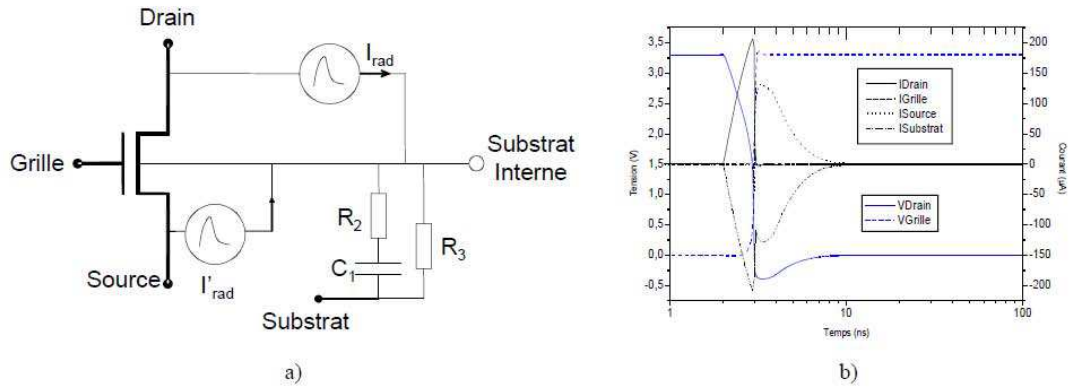 Drain
I_rad
Grille
Substrat
Interne
R_2
R_3
C_1
Source
I'_rad
Substrat
a)
Tension (V)
3,5
3,0
2,5
2,0
1,5
1,0
0,5
0,0
-0,5
IDrain
IGrille
ISource
ISubstrat
VDrain
VGrille
200
150
100
50
0
-50
-100
-150
-200
Courant (µA)
1
10
100
Temps (ns)
b)